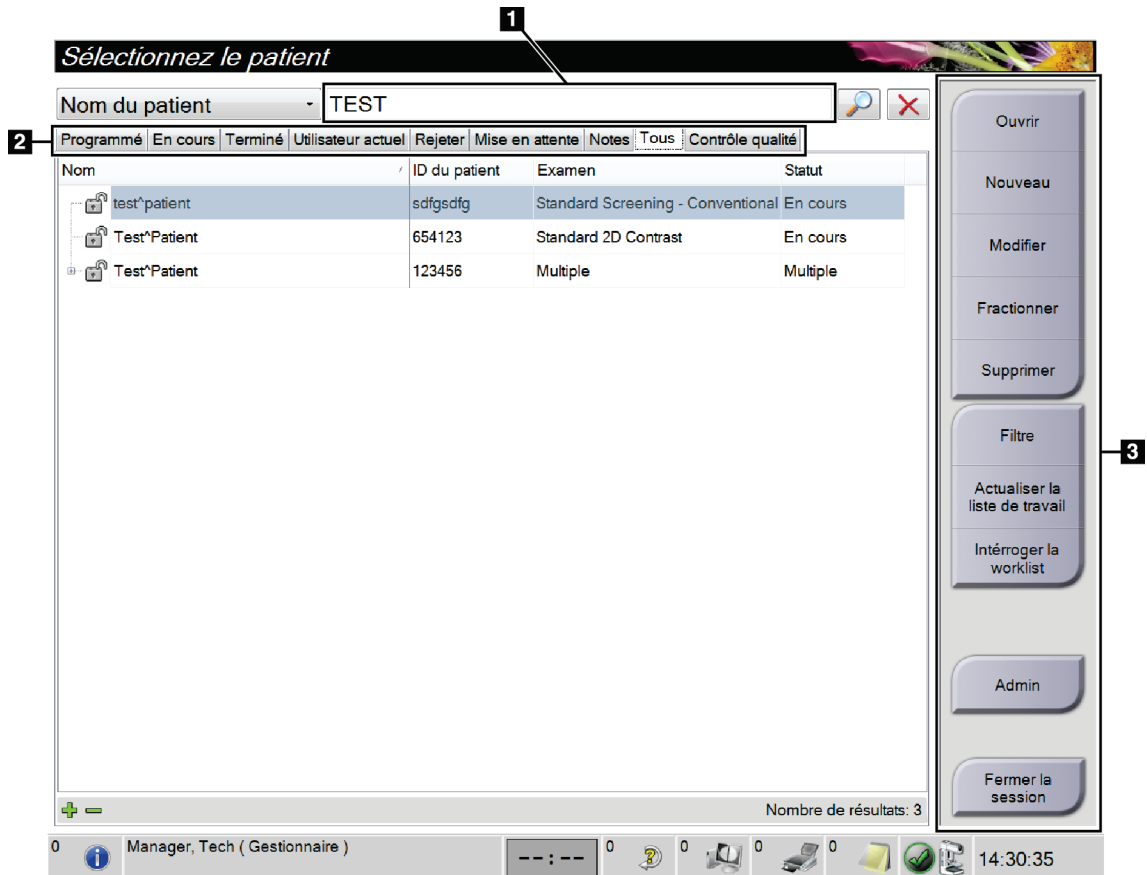 1
Sélectionnez le patient
Nom du patient TEST
2
Programmé En cours Terminé Utilisateur actuel Rejeter Mise en attente Notes Tous Contrôle qualité
Nom ID du patient Examen Statut
test^patient sdfgsdfg Standard Screening - Conventional En cours
Test^Patient 654123 Standard 2D Contrast En cours
Test^Patient 123456 Multiple Multiple
Nombre de résultats: 3
Ouvrir
Nouveau
Modifier
Fractionner
Supprimer
Filtre
Actualiser la
liste de travail
Intérroger la
worklist
Admin
Fermer la
session
3
0 Manager, Tech ( Gestionnaire ) --:-- 0 0 0 0 14:30:35